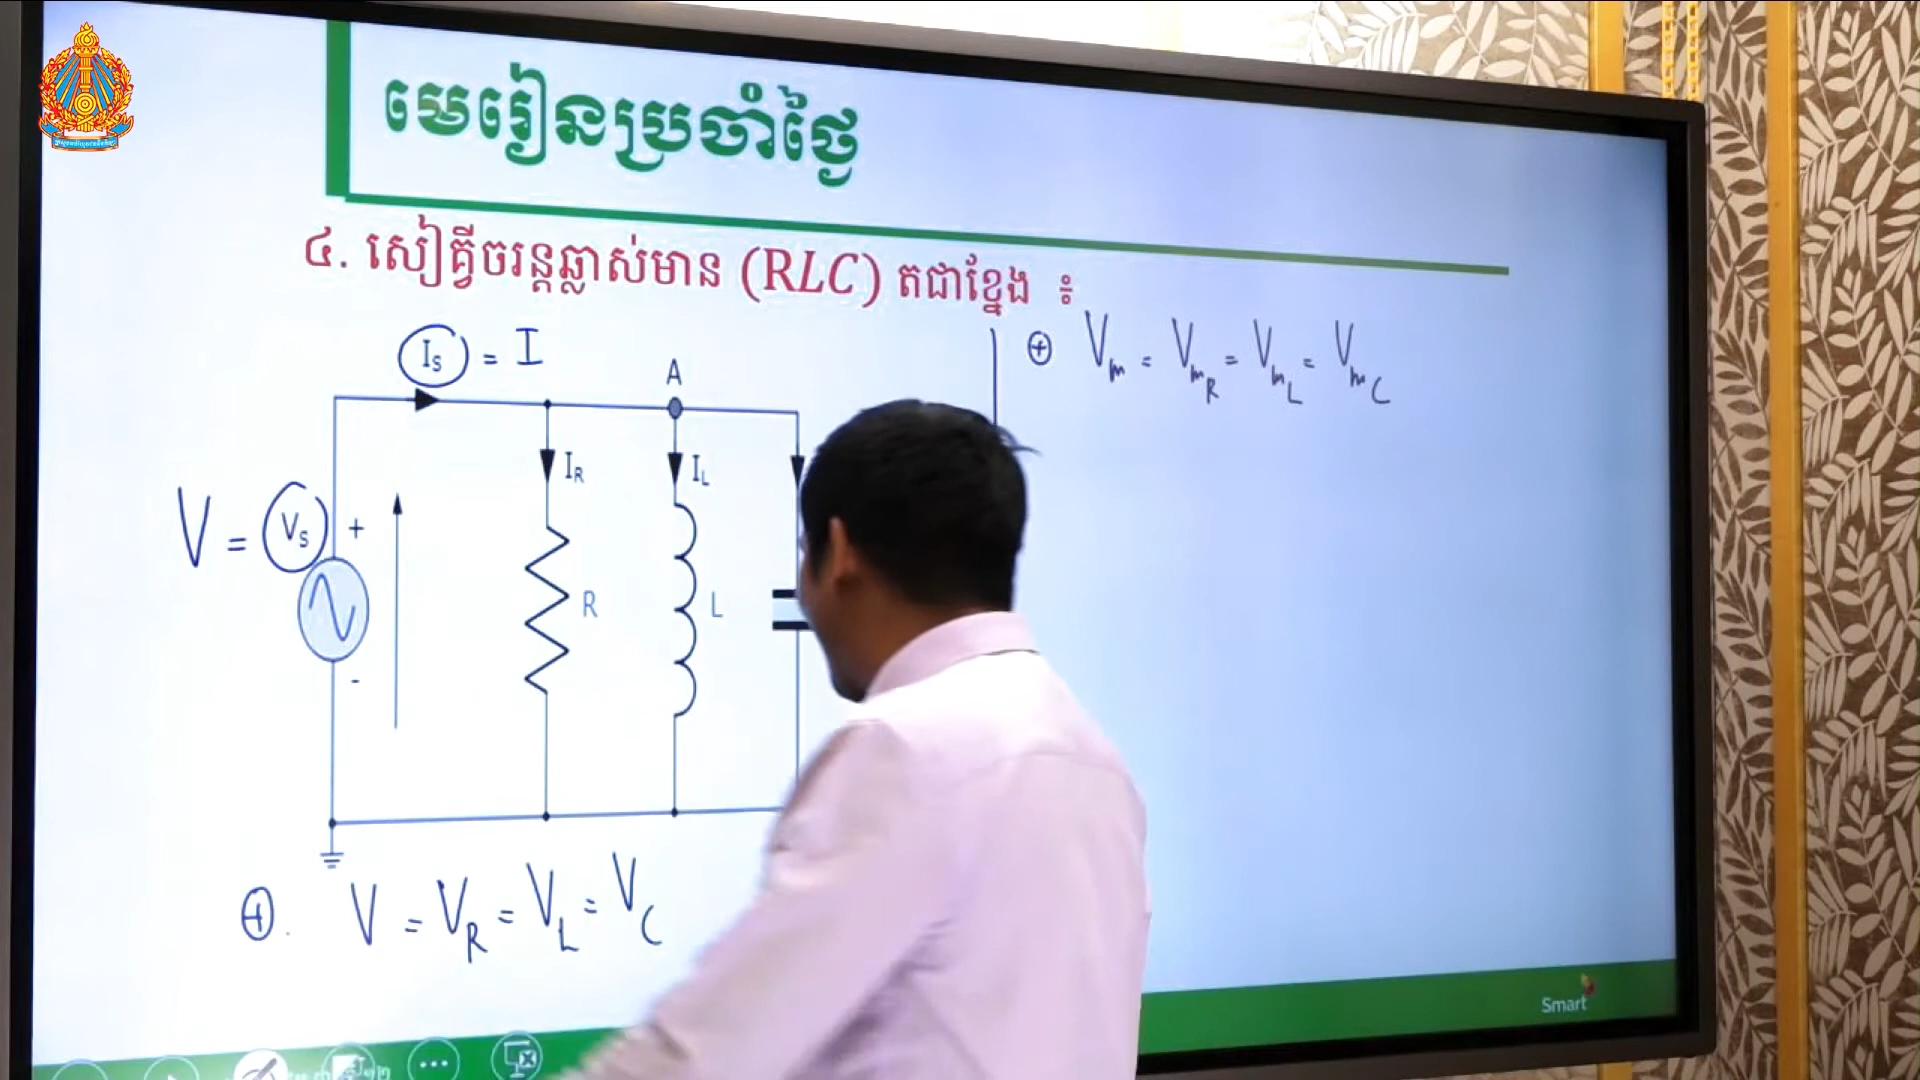 មេរៀនប្រចាំថ្ងៃ
៤. សៀគ្វីចរន្តឆ្លាស់មាន (RLC) តជាខ្នែង ៖
Is = I
A
⊕ Vm = VmR = VmL = VmC
IR
IL
V = Vs
+
R
L
-
⊕. V = VR = VL = VC
Smart